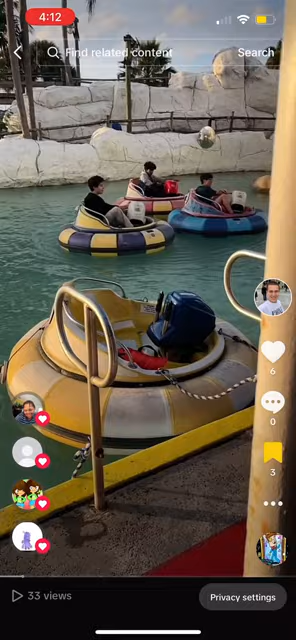 4:12
Find related content
Search
6
0
3
33 views
Privacy settings